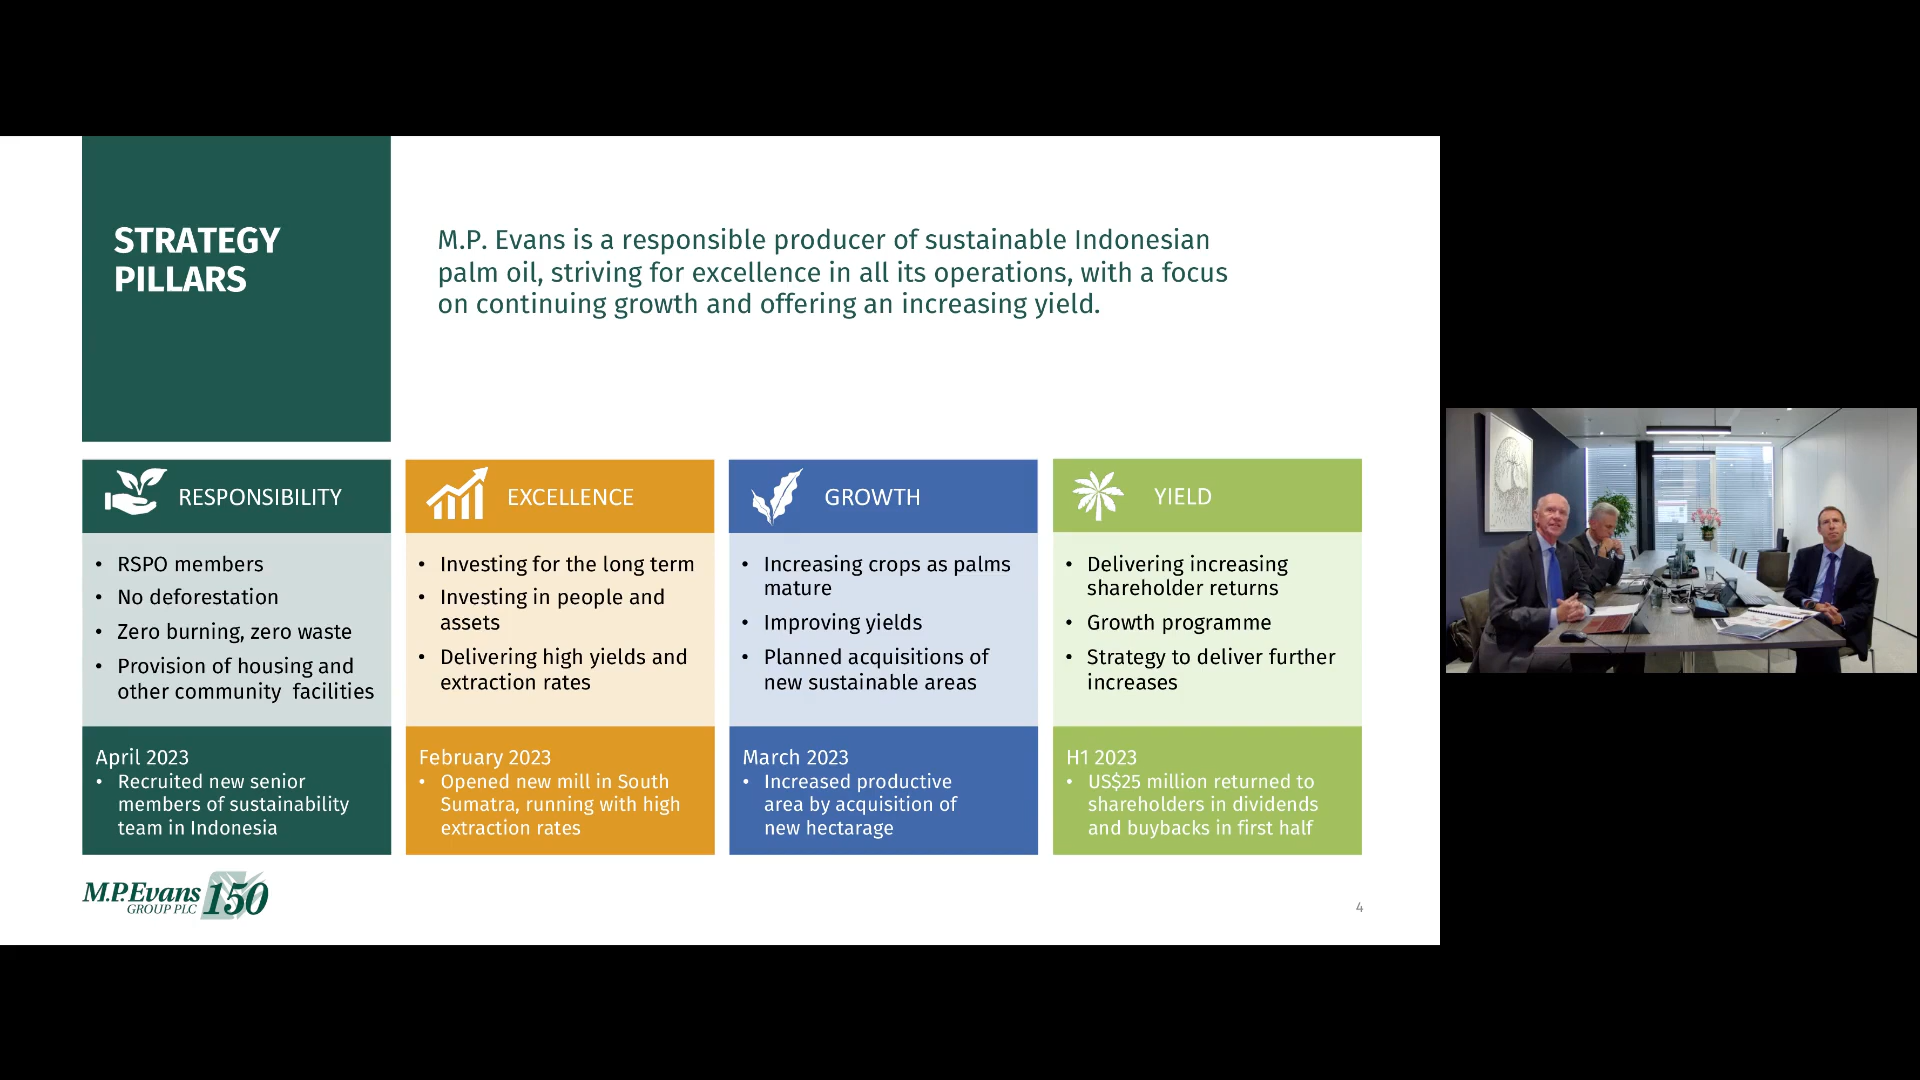 STRATEGY
PILLARS
M.P. Evans is a responsible producer of sustainable Indonesian
palm oil, striving for excellence in all its operations, with a focus
on continuing growth and offering an increasing yield.
RESPONSIBILITY
• RSPO members
• No deforestation
• Zero burning, zero waste
• Provision of housing and
other community facilities
April 2023
• Recruited new senior
members of sustainability
team in Indonesia
EXCELLENCE
• Investing for the long term
• Investing in people and
assets
• Delivering high yields and
extraction rates
February 2023
• Opened new mill in South
Sumatra, running with high
extraction rates
GROWTH
• Increasing crops as palms
mature
• Improving yields
• Planned acquisitions of
new sustainable areas
March 2023
• Increased productive
area by acquisition of
new hectarage
YIELD
• Delivering increasing
shareholder returns
• Growth programme
• Strategy to deliver further
increases
H1 2023
• US$25 million returned to
shareholders in dividends
and buybacks in first half
M.P.Evans 150
GROUP PLC
4